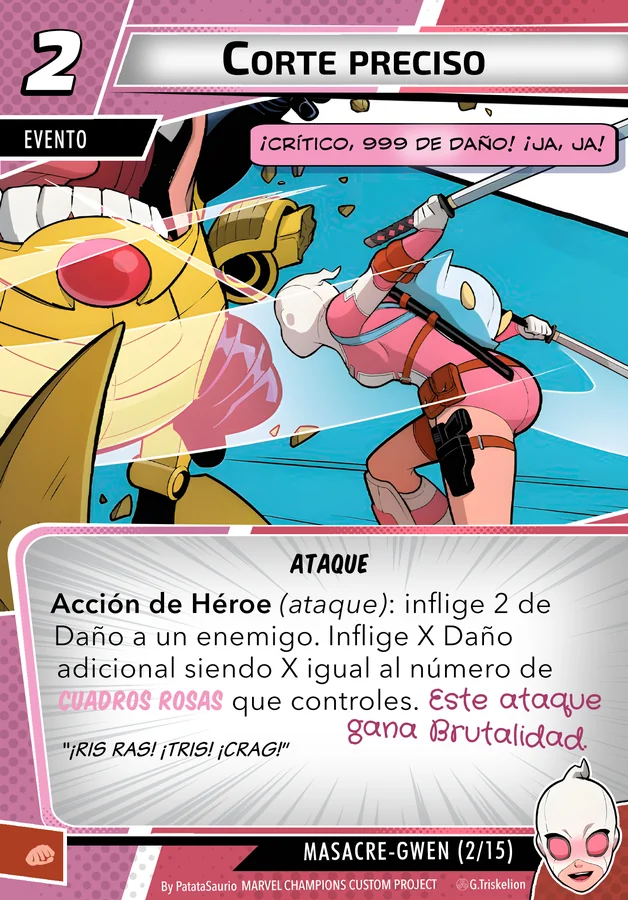 2
CORTE PRECISO
EVENTO
¡CRÍTICO, 999 DE DAÑO! ¡JA, JA!
ATAQUE
Acción de Héroe (ataque): inflige 2 de
Daño a un enemigo. Inflige X Daño
adicional siendo X igual al número de
CUADROS ROSAS que controles. Este ataque
gana Brutalidad.
"¡RIS RAS! ¡TRIS! ¡CRAG!"
MASACRE-GWEN (2/15)
By PatataSaurio MARVEL CHAMPIONS CUSTOM PROJECT G.Triskelion